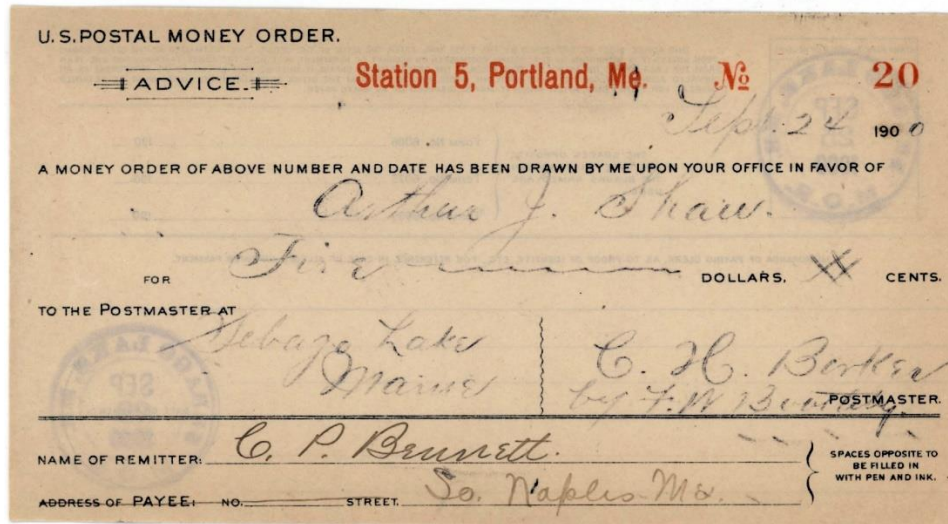 U.S. POSTAL MONEY ORDER.
ADVICE.
Station 5, Portland, Me. No 20
Sept. 24 1900
A MONEY ORDER OF ABOVE NUMBER AND DATE HAS BEEN DRAWN BY ME UPON YOUR OFFICE IN FAVOR OF
Arthur J. Shaw.
FOR Five DOLLARS, CENTS.
TO THE POSTMASTER AT
Sebago Lake
Maine
C. H. Barker
by F. W. POSTMASTER.
NAME OF REMITTER: C. P. Bennett.
SPACES OPPOSITE TO
BE FILLED IN
WITH PEN AND INK.
ADDRESS OF PAYEE: NO. STREET. So. Naples Me.